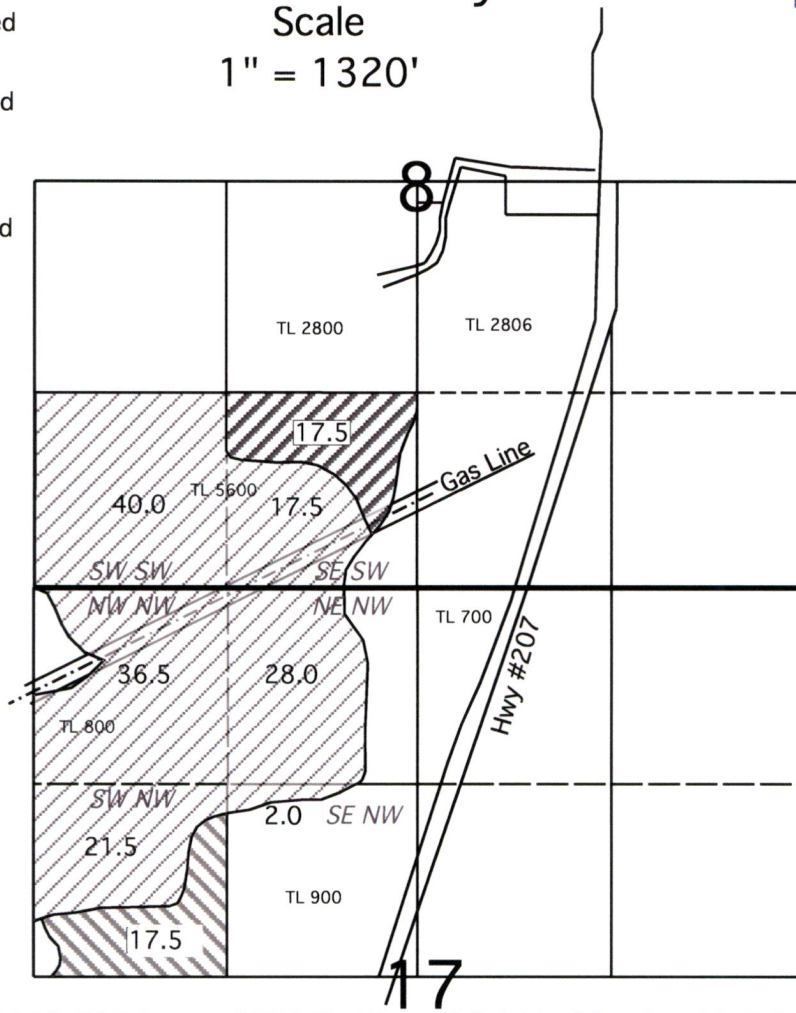 ed
Scale
1" = 1320'
d
d
8
8
TL 2800
TL 2806
17.5
Gas Line
TL 5600
40.0
17.5
SW SW
SE SW
NW NW
NE NW
TL 700
Hwy #207
36.5
28.0
TL 800
SW NW
2.0
SE NW
21.5
TL 900
17.5
17